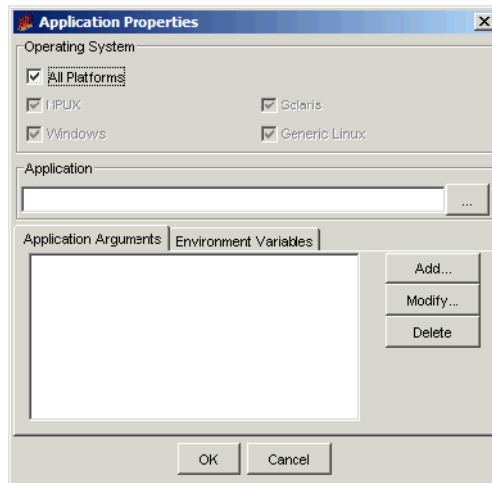 Application Properties
Operating System
All Platforms
HPUX
Solaris
Windows
Generic Linux
Application
...
Application Arguments
Environment Variables
Add...
Modify...
Delete
OK
Cancel